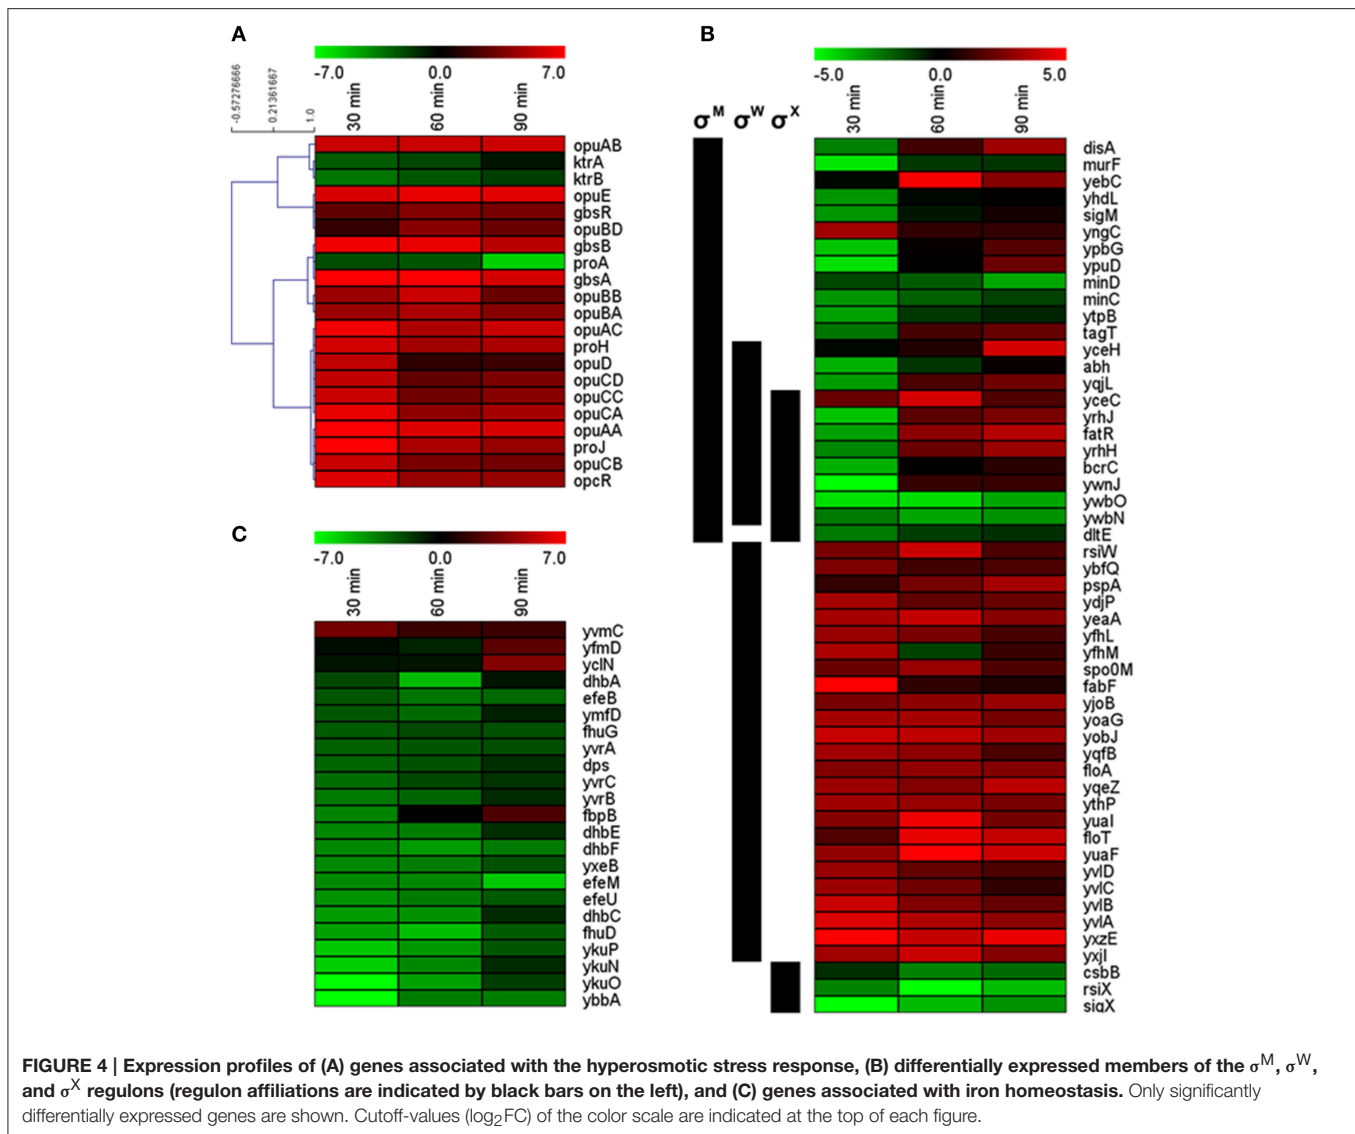 A
-7.0 0.0 7.0
-0.57276666
0.21361667
1.0
30 min
60 min
90 min
opuAB
ktrA
ktrB
opuE
gbsR
opuBD
gbsB
proA
gbsA
opuBB
opuBA
opuAC
proH
opuD
opuCD
opuCC
opuCA
opuAA
proJ
opuCB
opcR
B
-5.0 0.0 5.0
σM σW σX
30 min
60 min
90 min
disA
murF
yebC
yhdL
sigM
yngC
ypbG
ypuD
minD
minC
ytpB
tagT
yceH
abh
yqjL
yceC
yrhJ
fatR
yrhH
bcrC
ywnJ
ywbO
ywbN
dltE
rsiW
ybfQ
pspA
ydjP
yeaA
yfhL
yfhM
spo0M
fabF
yjoB
yoaG
yobJ
yqfB
floA
yqeZ
ythP
yuaI
floT
yuaF
yvlD
yvlC
yvlB
yvlA
yxzE
yxjI
csbB
rsiX
sigX
C
-7.0 0.0 7.0
30 min
60 min
90 min
yvmC
yfmD
yclN
dhbA
efeB
ymfD
fhuG
yvrA
dps
yvrC
yvrB
fbpB
dhbE
dhbF
yxeB
efeM
efeU
dhbC
fhuD
ykuP
ykuN
ykuO
ybbA
FIGURE 4 | Expression profiles of (A) genes associated with the hyperosmotic stress response, (B) differentially expressed members of the σM, σW,
and σX regulons (regulon affiliations are indicated by black bars on the left), and (C) genes associated with iron homeostasis. Only significantly
differentially expressed genes are shown. Cutoff-values (log2FC) of the color scale are indicated at the top of each figure.